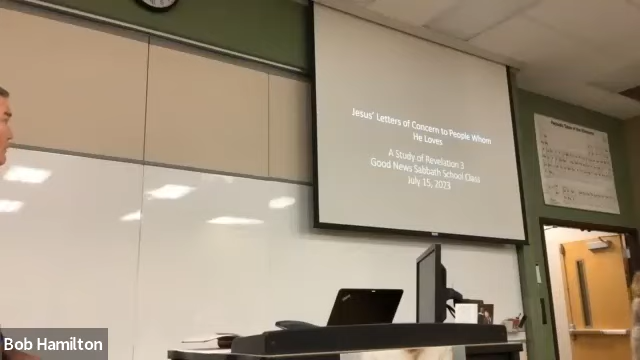 Jesus' Letters of Concern to People Whom
He Loves
A Study of Revelation 3
Good News Sabbath School Class
July 15, 2023
Bob Hamilton